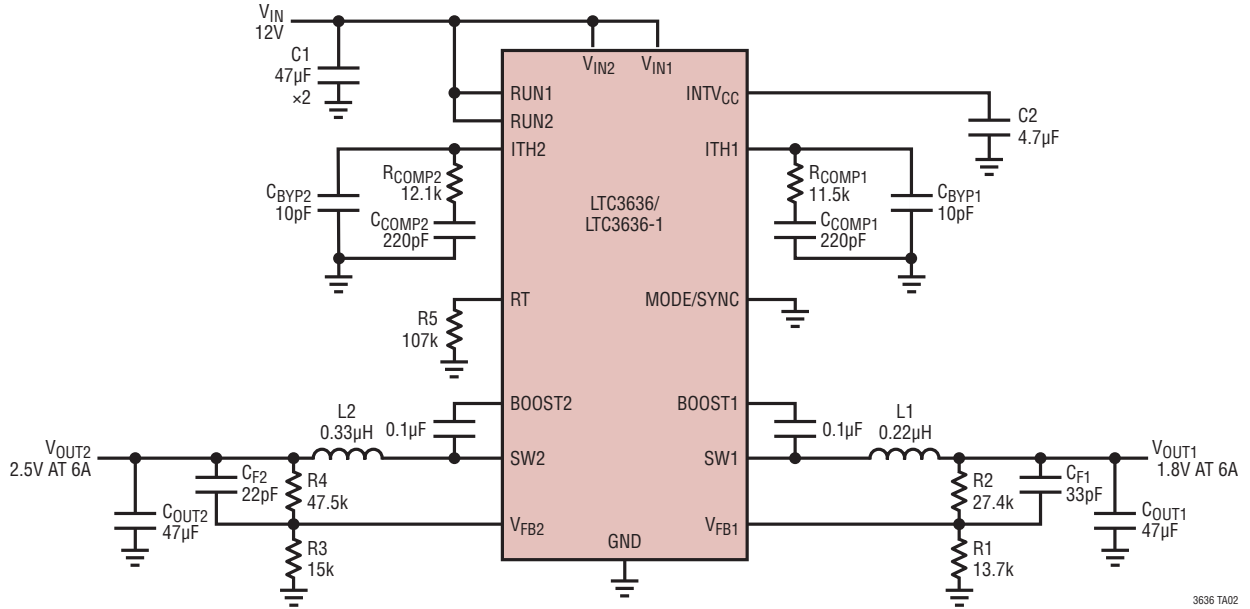 VIN
12V
C1
47µF
×2
VIN2
VIN1
RUN1
RUN2
INTVCC
C2
4.7µF
ITH2
ITH1
RCOMP2
12.1k
CBYP2
10pF
CCOMP2
220pF
LTC3636/
LTC3636-1
RCOMP1
11.5k
CCOMP1
220pF
CBYP1
10pF
RT
MODE/SYNC
R5
107k
BOOST2
BOOST1
L2
0.33µH
0.1µF
0.1µF
L1
0.22µH
VOUT2
2.5V AT 6A
SW2
SW1
VOUT1
1.8V AT 6A
CF2
22pF
R4
47.5k
R2
27.4k
CF1
33pF
COUT2
47µF
VFB2
VFB1
COUT1
47µF
R3
15k
GND
R1
13.7k
3636 TA02